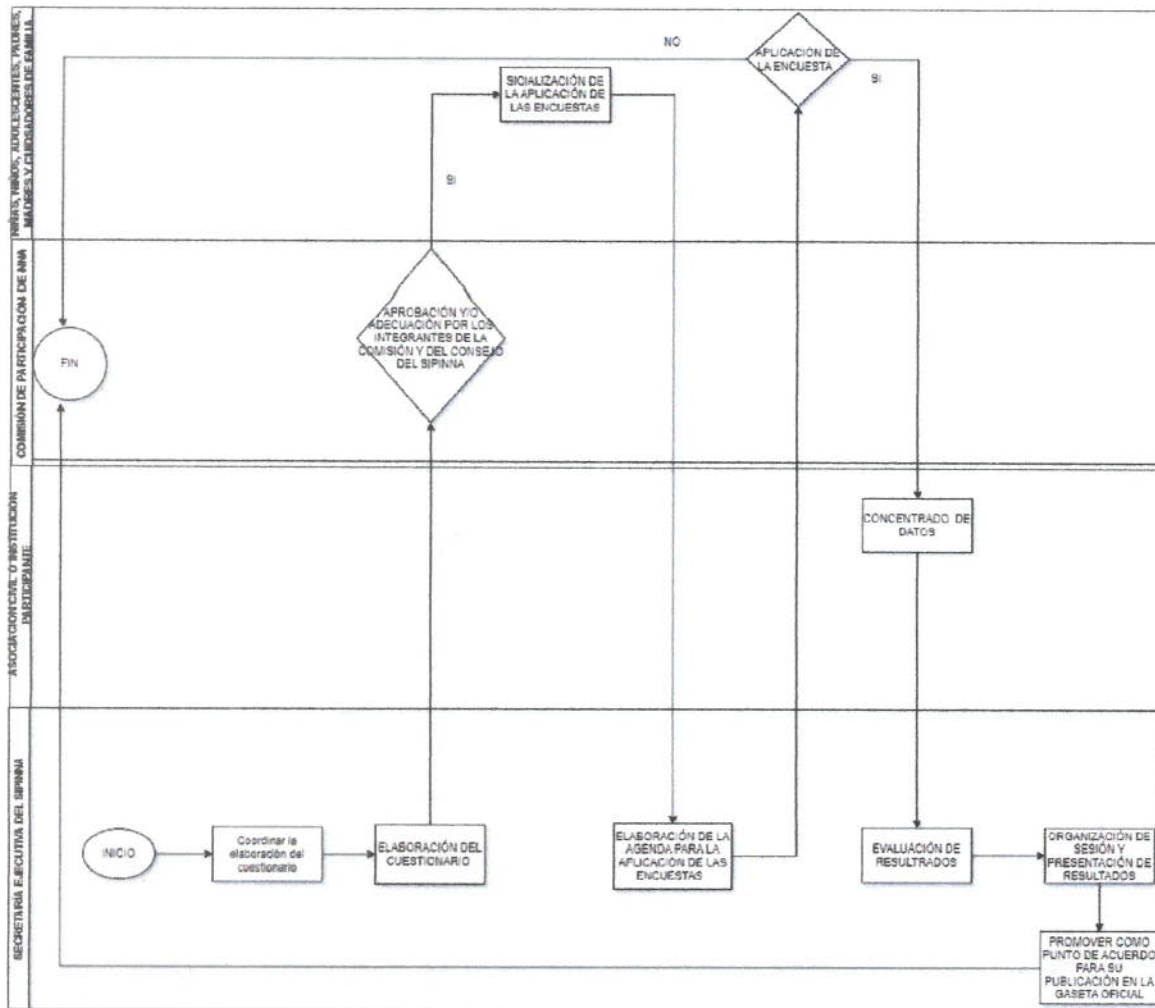 NIÑAS, NIÑOS, ADOLESCENTES, PADRES,
MADRES Y CUIDADORES DE FAMILIA
NO
APLICACIÓN DE
LA ENCUESTA
SI
SICIALIZACIÓN DE
LA APLICACIÓN DE
LAS ENCUESTAS
SI
COMISIÓN DE PARTICIPACIÓN DE NNA
FIN
APROBACIÓN Y/O
ADECUACIÓN POR LOS
INTEGRANTES DE LA
COMISIÓN Y DEL CONSEJO
DEL SIPINNA
ASOCIACION CIVIL O INSTITUCIÓN
PARTICIPANTE
CONCENTRADO DE
DATOS
SECRETARÍA EJECUTIVA DEL SIPINNA
INICIO
Coordinar la
elaboración del
cuestionario
ELABORACIÓN DEL
CUESTIONARIO
ELABORACIÓN DE LA
AGENDA PARA LA
APLICACIÓN DE LAS
ENCUESTAS
EVALUACIÓN DE
RESULTRADOS
ORGANIZACIÓN DE
SESIÓN Y
PRESENTACIÓN DE
RESULTADOS
PROMOVER COMO
PUNTO DE ACUERDO
PARA SU
PUBLICACIÓN EN LA
GASETA OFICIAL